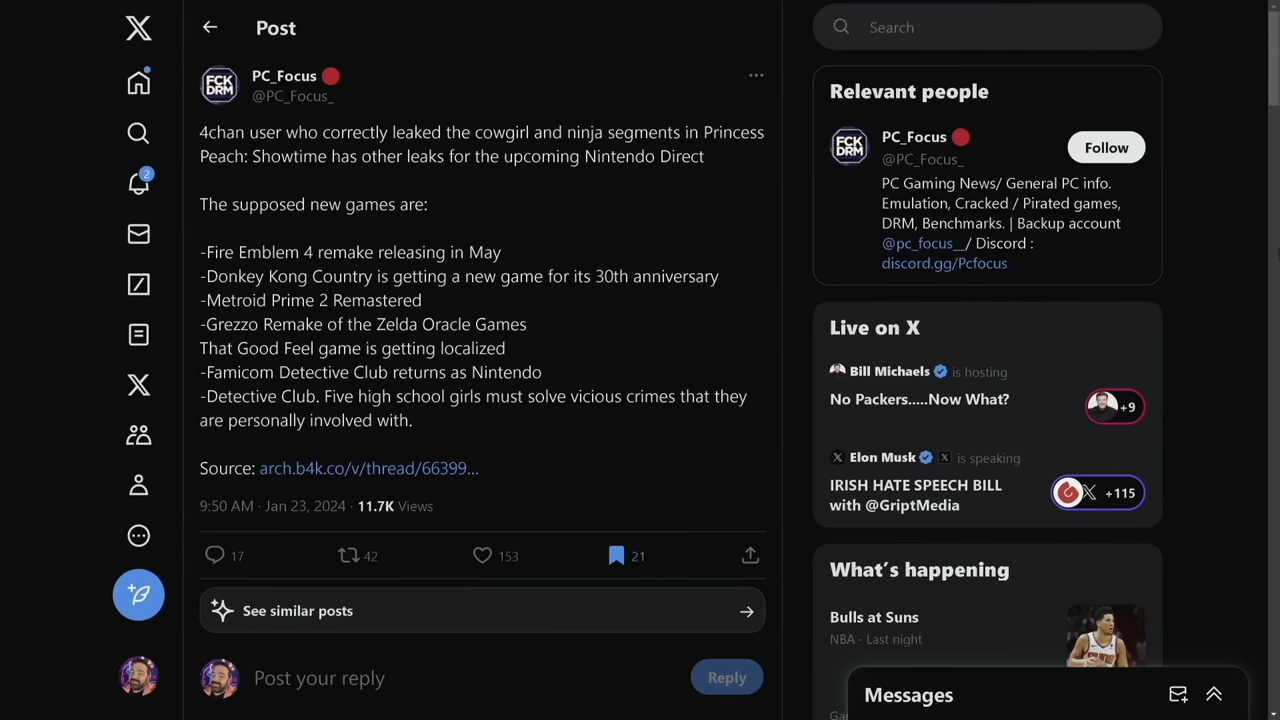 Post
FCK
DRM
PC_Focus
@PC_Focus_
4chan user who correctly leaked the cowgirl and ninja segments in Princess
Peach: Showtime has other leaks for the upcoming Nintendo Direct
The supposed new games are:
-Fire Emblem 4 remake releasing in May
-Donkey Kong Country is getting a new game for its 30th anniversary
-Metroid Prime 2 Remastered
-Grezzo Remake of the Zelda Oracle Games
That Good Feel game is getting localized
-Famicom Detective Club returns as Nintendo
-Detective Club. Five high school girls must solve vicious crimes that they
are personally involved with.
Source: arch.b4k.co/v/thread/66399...
9:50 AM · Jan 23, 2024 · 11.7K Views
17 42 153 21
See similar posts
Post your reply
Reply
2
Search
Relevant people
FCK
DRM
PC_Focus
@PC_Focus_
Follow
PC Gaming News/ General PC info.
Emulation, Cracked / Pirated games,
DRM, Benchmarks. | Backup account
@pc_focus__/ Discord :
discord.gg/Pcfocus
Live on X
Bill Michaels is hosting
No Packers.....Now What?
+9
Elon Musk X is speaking
IRISH HATE SPEECH BILL
with @GriptMedia
+115
What's happening
Bulls at Suns
NBA · Last night
Messages